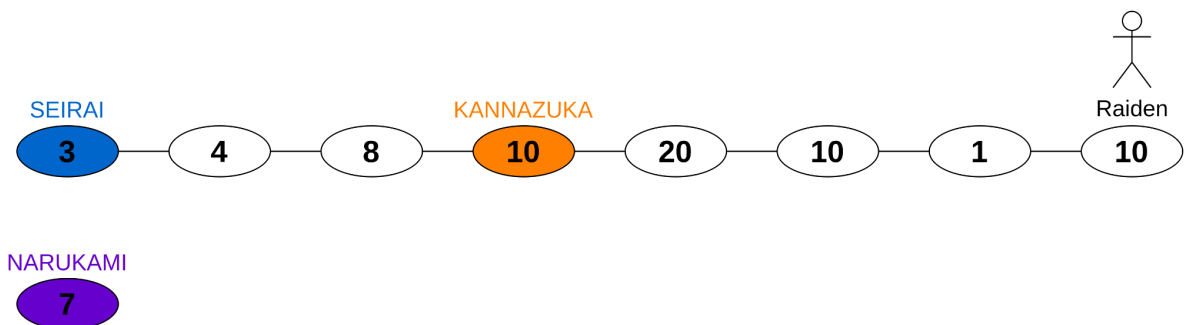 Raiden
SEIRAI KANNAZUKA
3 4 8 10 20 10 1 10
NARUKAMI
7